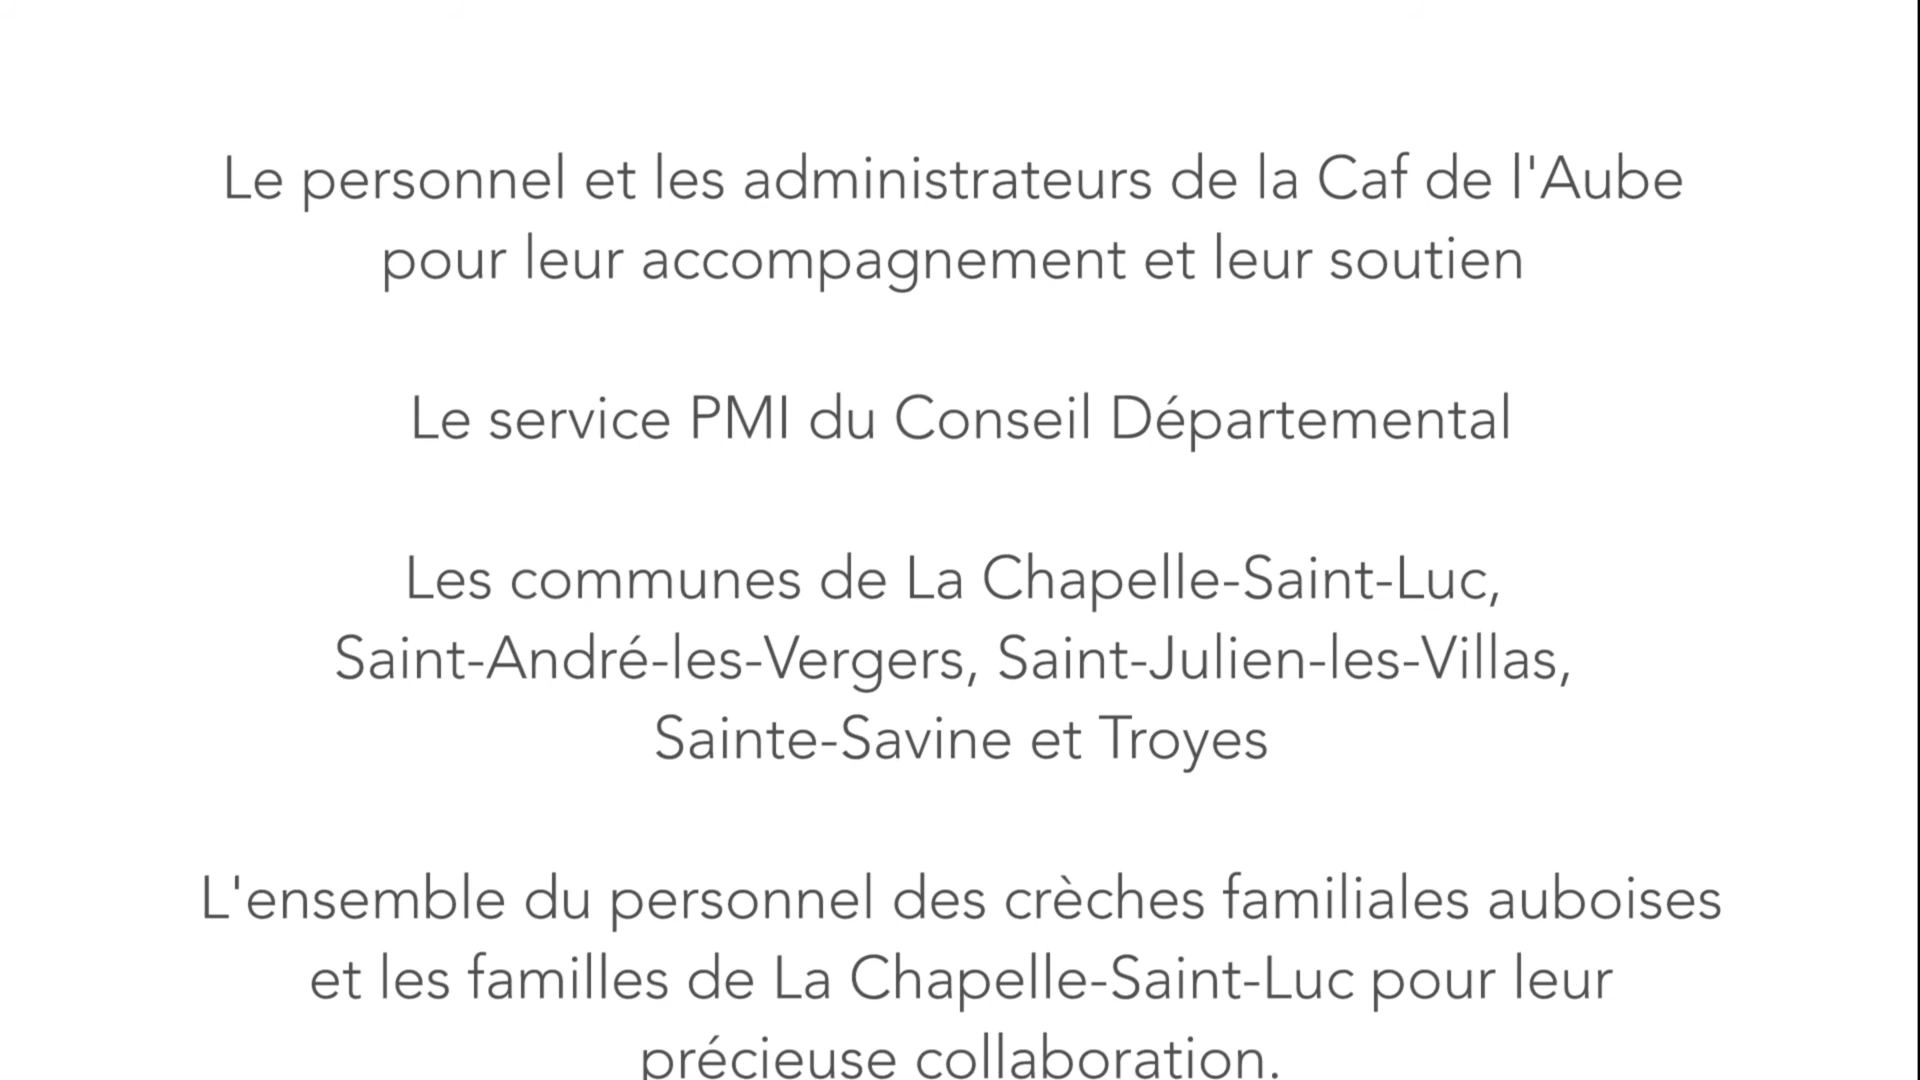 Le personnel et les administrateurs de la Caf de l'Aube
pour leur accompagnement et leur soutien
Le service PMI du Conseil Départemental
Les communes de La Chapelle-Saint-Luc,
Saint-André-les-Vergers, Saint-Julien-les-Villas,
Sainte-Savine et Troyes
L'ensemble du personnel des crèches familiales auboises
et les familles de La Chapelle-Saint-Luc pour leur
précieuse collaboration.